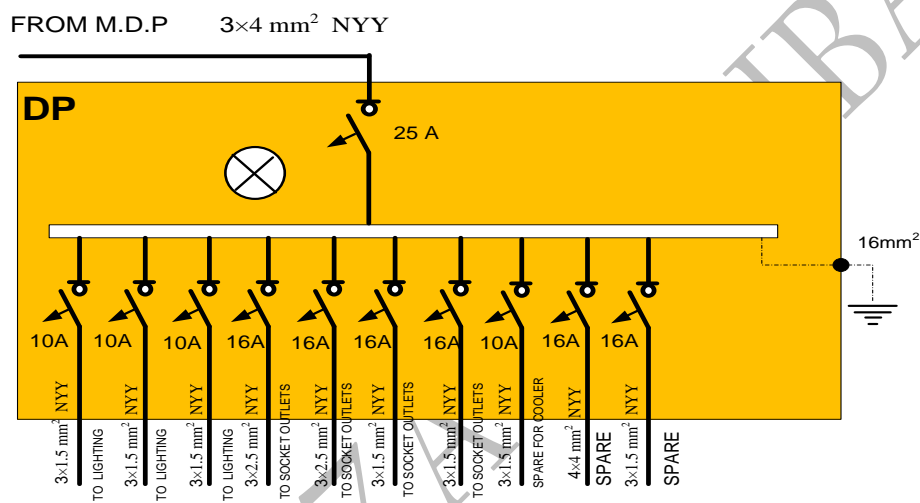 FROM M.D.P 3×4 mm² NYY
DP
25 A
16mm²
10A
10A
10A
16A
16A
16A
16A
10A
16A
16A
3×1.5 mm² NYY
TO LIGHTING
3×1.5 mm² NYY
TO LIGHTING
3×1.5 mm² NYY
TO LIGHTING
3×2.5 mm² NYY
TO SOCKET OUTLETS
3×2.5 mm² NYY
TO SOCKET OUTLETS
3×1.5 mm² NYY
TO SOCKET OUTLETS
3×1.5 mm² NYY
TO SOCKET OUTLETS
3×1.5 mm² NYY
SPARE FOR COOLER
4×4 mm² NYY
SPARE
3×1.5 mm² NYY
SPARE